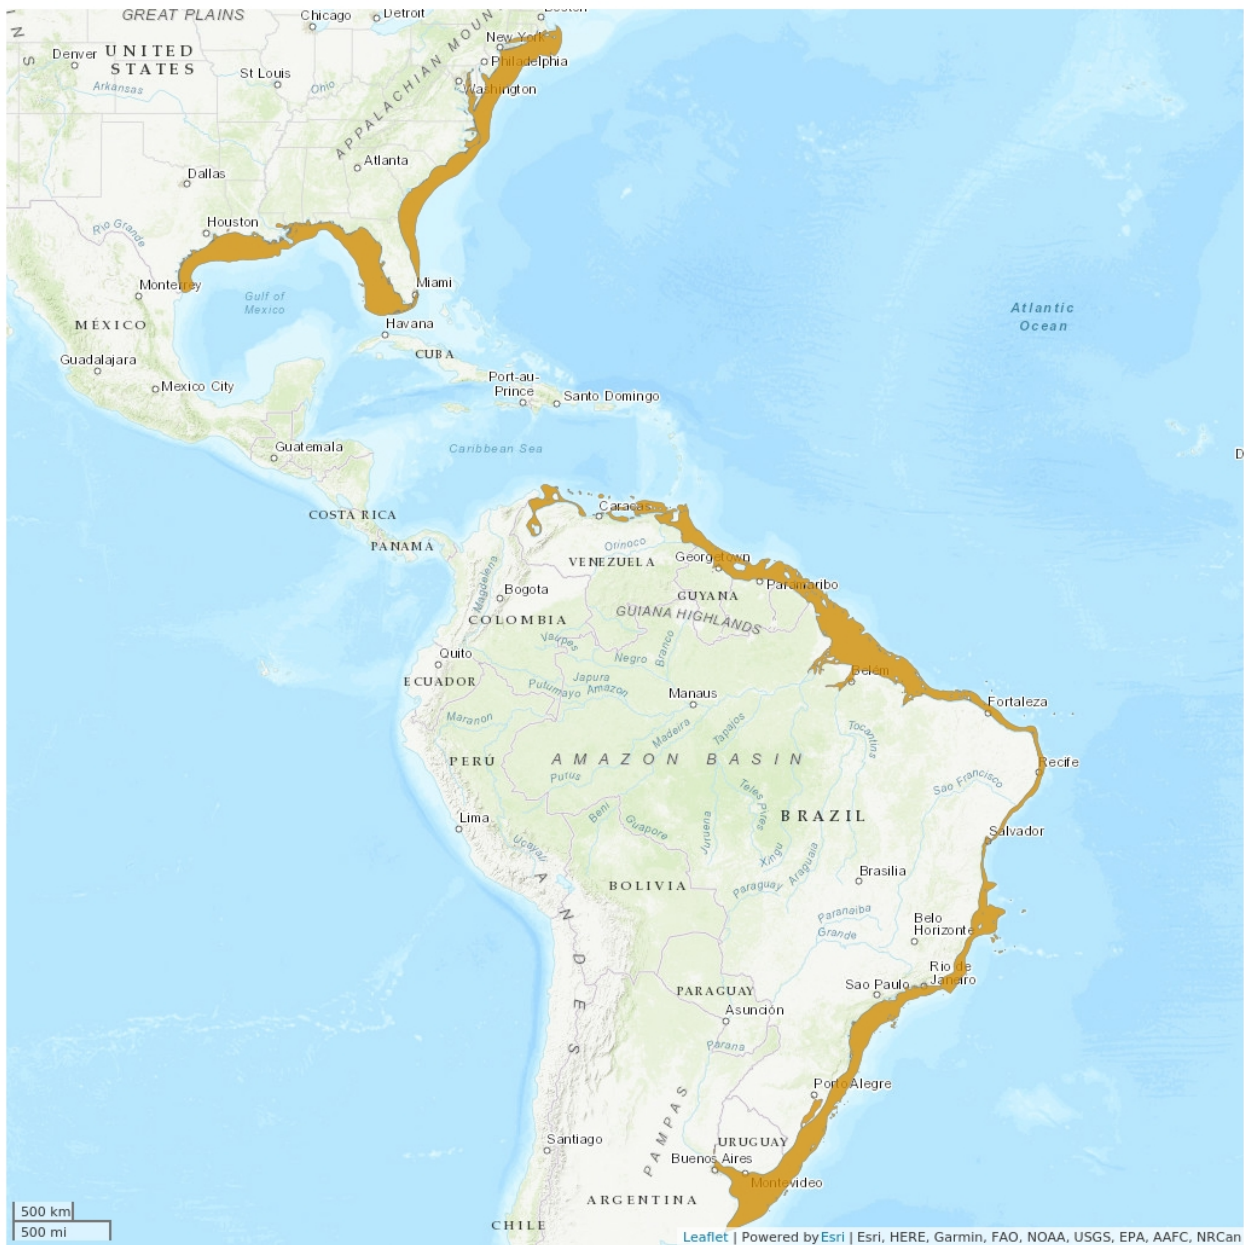 GREAT PLAINS
Chicago
Detroit
Boston
Denver
UNITED
STATES
St Louis
Arkansas
Ohio
APPALACHIAN MOUN
New York
Philadelphia
Washington
Atlanta
Dallas
Houston
Rio Grande
Monterrey
Miami
Gulf of
Mexico
Atlantic
Ocean
MÉXICO
Havana
CUBA
Guadalajara
Mexico City
Port-au-
Prince
Santo Domingo
Guatemala
Caribbean Sea
D
COSTA RICA
PANAMÁ
Caracas
Orinoco
VENEZUELA
Georgetown
Paramaribo
GUYANA
GUIANA HIGHLANDS
Magdelena
Bogota
COLOMBIA
Vaupes
Negro
Branco
Quito
ECUADOR
Japura
Putumayo
Amazon
Manaus
Belém
Fortaleza
Maranon
Madeira
Tapajos
Tocantins
PERÚ
AMAZON BASIN
Purus
Recife
Sao Francisco
Teles Pires
BRAZIL
Beni
Guapore
Juruena
Lima
Ucayali
Salvador
Xingu
Araguaia
Brasilia
BOLIVIA
Paraguay
Paranaiba
Grande
Belo
Horizonte
ANDES
Rio de
Janeiro
Sao Paulo
PARAGUAY
Asunción
Parana
Porto Alegre
PAMPAS
Santiago
URUGUAY
Buenos Aires
Montevideo
ARGENTINA
CHILE
500 km
500 mi
Leaflet | Powered by Esri | Esri, HERE, Garmin, FAO, NOAA, USGS, EPA, AAFC, NRCan